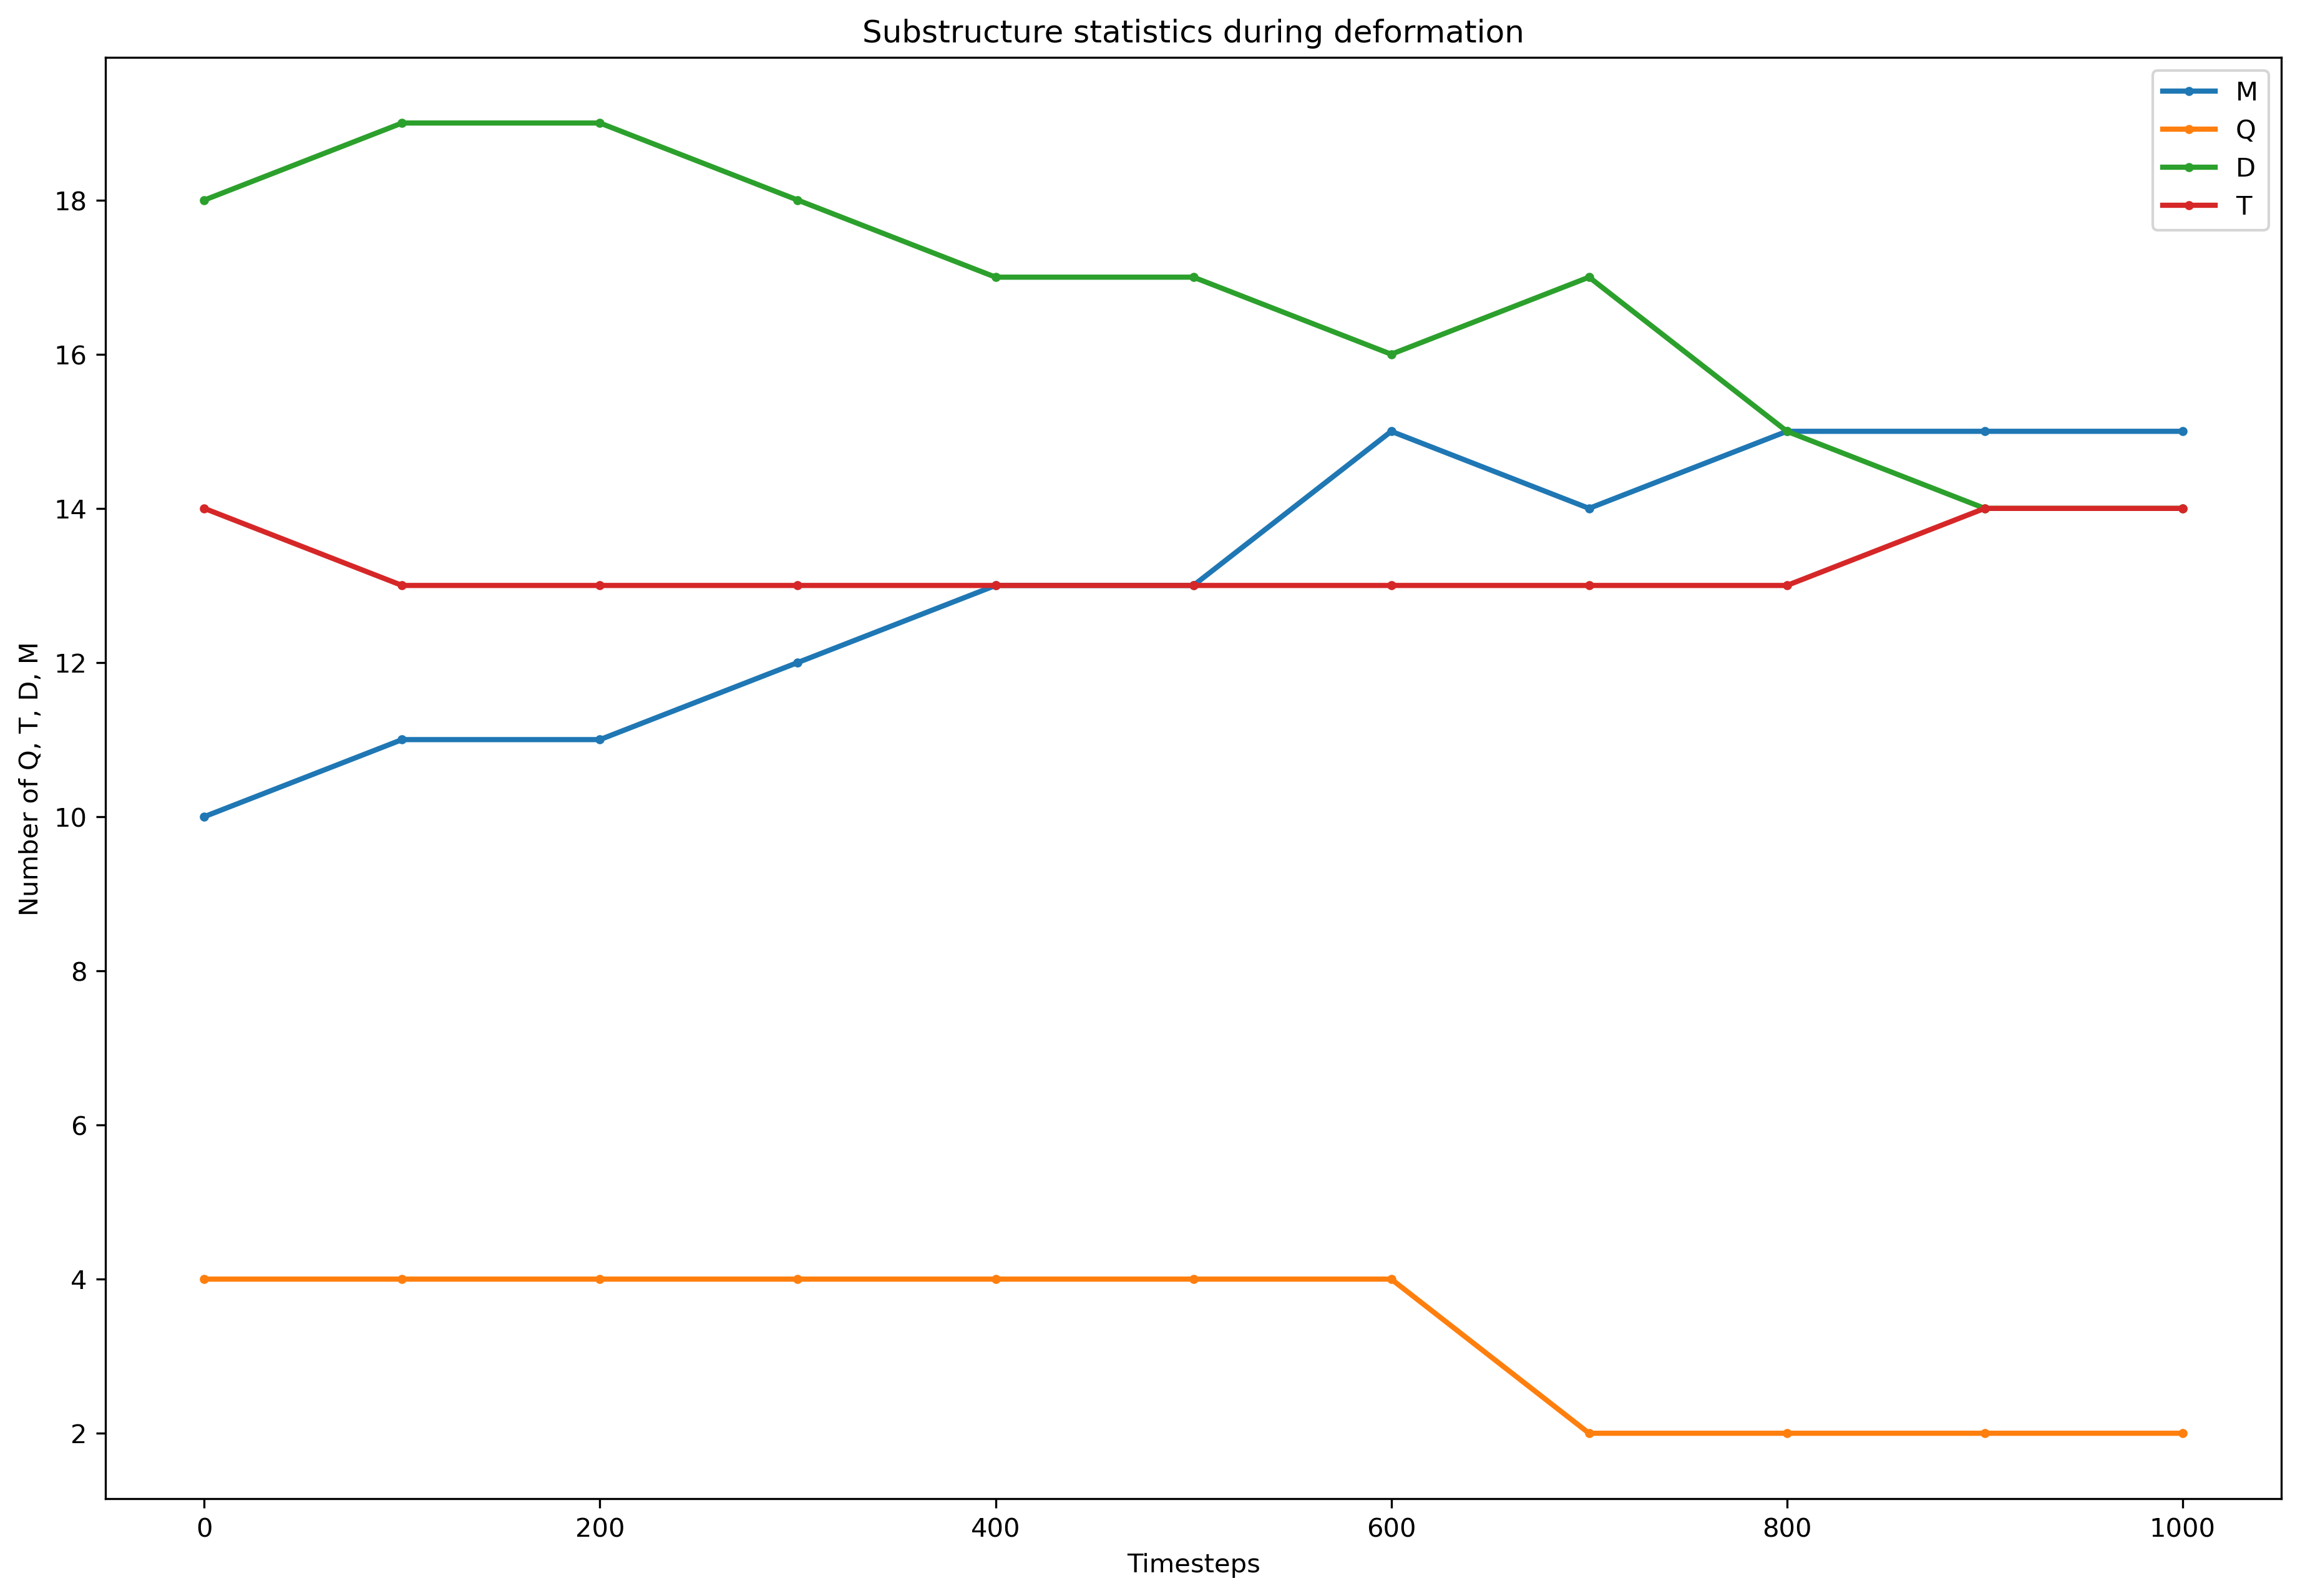 Substructure statistics during deformation
M
Q
D
T
18
16
14
12
10
8
6
4
2
Number of Q, T, D, M
0 200 400 600 800 1000
Timesteps